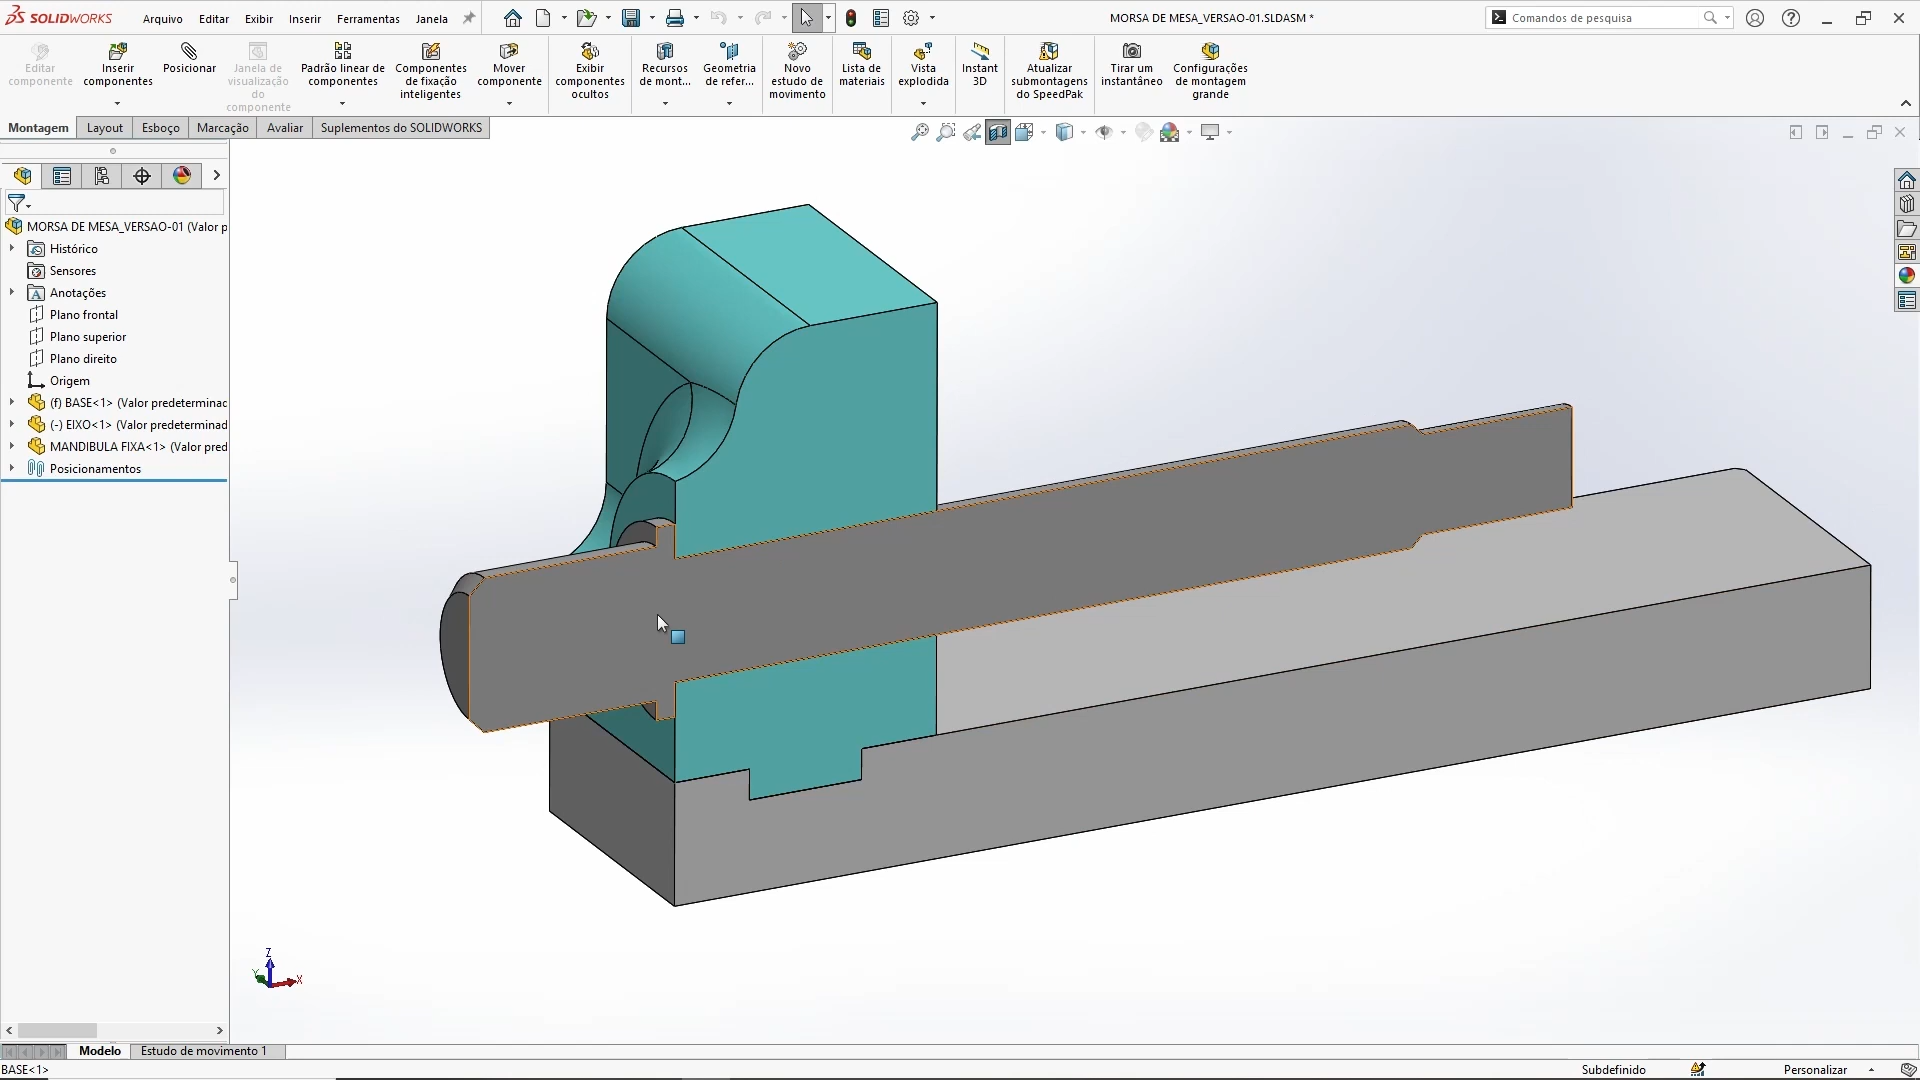 SOLIDWORKS Arquivo Editar Exibir Inserir Ferramentas Janela MORSA DE MESA_VERSAO-01.SLDASM * Comandos de pesquisa
Editar componente
Inserir componentes
Posicionar
Janela de visualização do componente
Padrão linear de componentes
Componentes de fixação inteligentes
Mover componente
Exibir componentes ocultos
Recursos de mont...
Geometria de refer...
Novo estudo de movimento
Lista de materiais
Vista explodida
Instant 3D
Atualizar submontagens do SpeedPak
Tirar um instantâneo
Configurações de montagem grande
Montagem Layout Esboço Marcação Avaliar Suplementos do SOLIDWORKS
MORSA DE MESA_VERSAO-01 (Valor p
Histórico
Sensores
A Anotações
Plano frontal
Plano superior
Plano direito
Origem
(f) BASE<1> (Valor predeterminac
(-) EIXO<1> (Valor predeterminad
MANDIBULA FIXA<1> (Valor pred
Posicionamentos
Z
Y X
Modelo Estudo de movimento 1
BASE<1> Subdefinido Personalizar